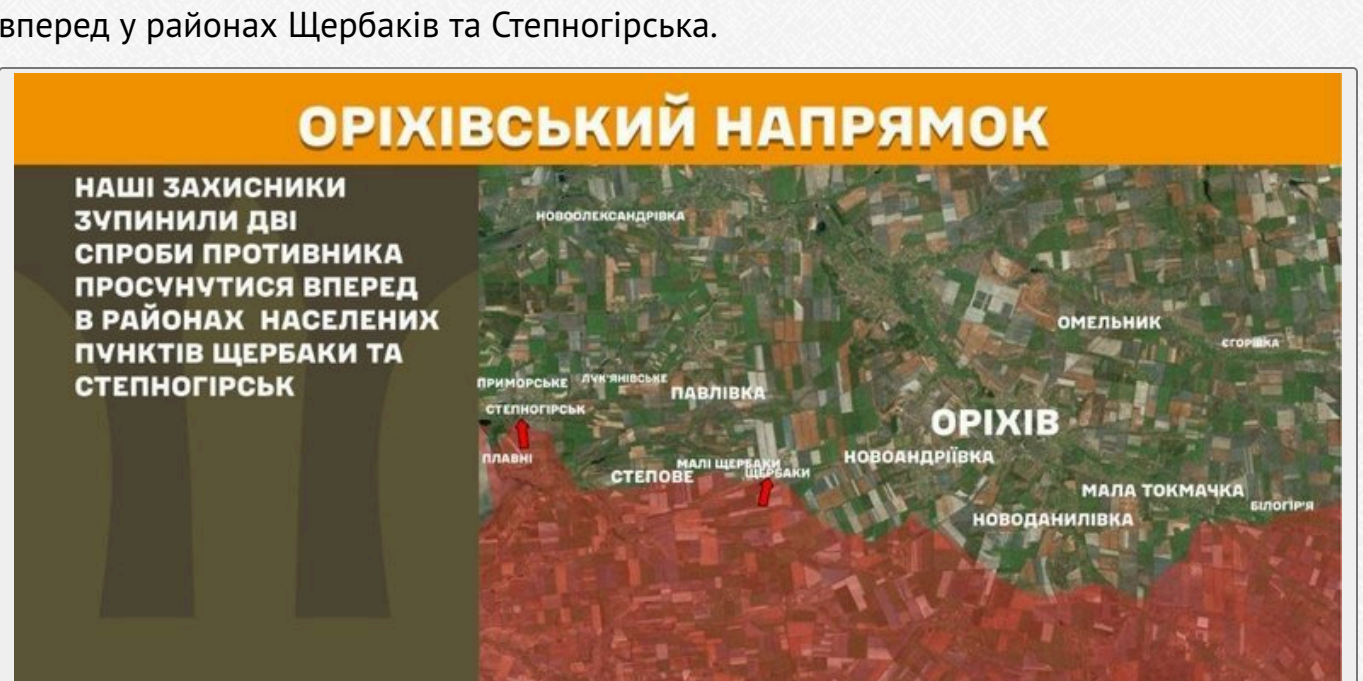 вперед у районах Щербаків та Степногірська.
ОРІХІВСЬКИЙ НАПРЯМОК
НАШІ ЗАХИСНИКИ
ЗУПИНИЛИ ДВІ
СПРОБИ ПРОТИВНИКА
ПРОСУНУТИСЯ ВПЕРЕД
В РАЙОНАХ НАСЕЛЕНИХ
ПУНКТІВ ЩЕРБАКИ ТА
СТЕПНОГІРСЬК
НОВООЛЕКСАНДРІВКА
ОМЕЛЬНИК
ЄГОРІВКА
ПРИМОРСЬКЕ
ЛУК'ЯНІВСЬКЕ
ПАВЛІВКА
СТЕПНОГІРСЬК
ОРІХІВ
ПЛАВНІ
НОВОАНДРІЇВКА
МАЛІ ЩЕРБАКИ
ЩЕРБАКИ
СТЕПОВЕ
МАЛА ТОКМАЧКА
БІЛОГІР'Я
НОВОДАНИЛІВКА